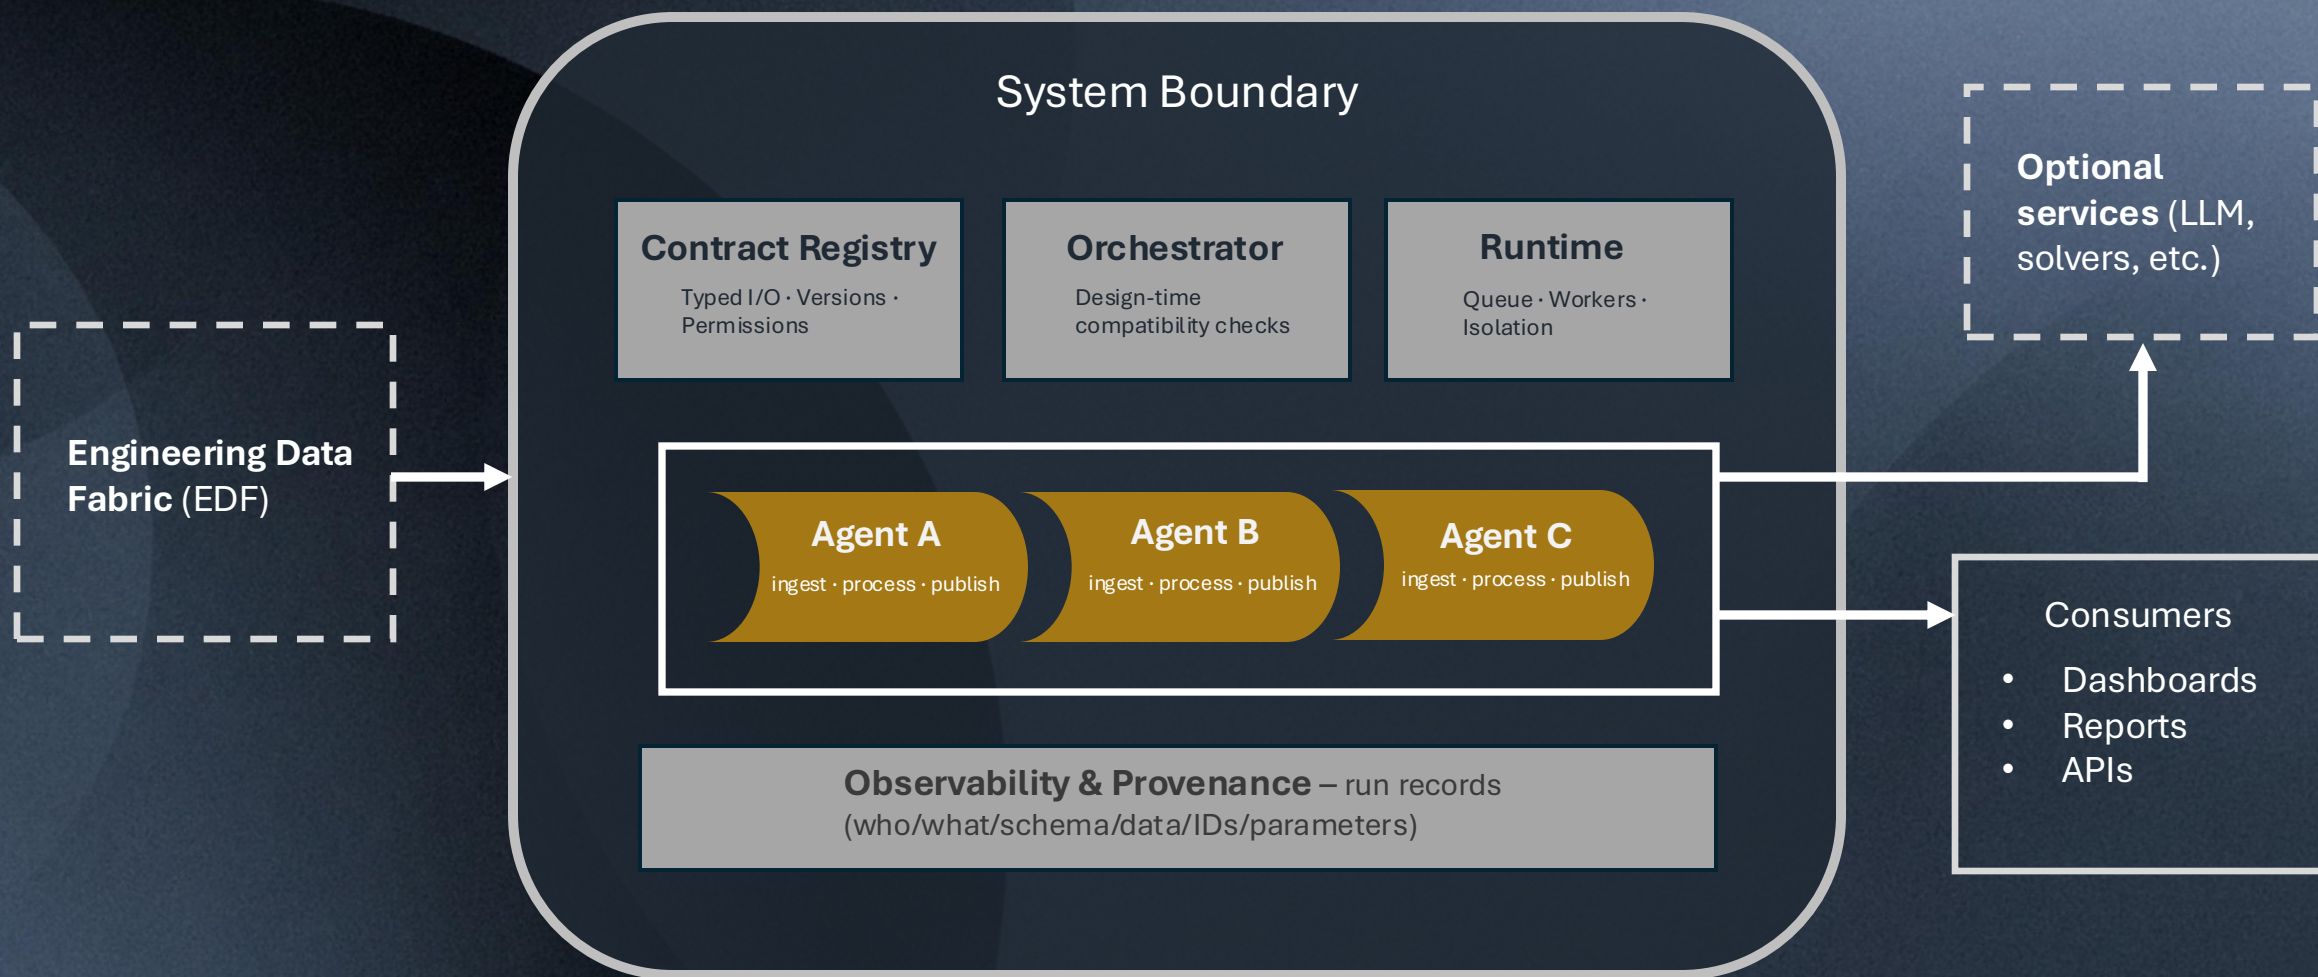 System Boundary
Optional
services (LLM,
solvers, etc.)
Contract Registry
Typed I/O · Versions ·
Permissions
Orchestrator
Design-time
compatibility checks
Runtime
Queue · Workers ·
Isolation
Engineering Data
Fabric (EDF)
Agent A
ingest · process · publish
Agent B
ingest · process · publish
Agent C
ingest · process · publish
Consumers
• Dashboards
• Reports
• APIs
Observability & Provenance – run records
(who/what/schema/data/IDs/parameters)